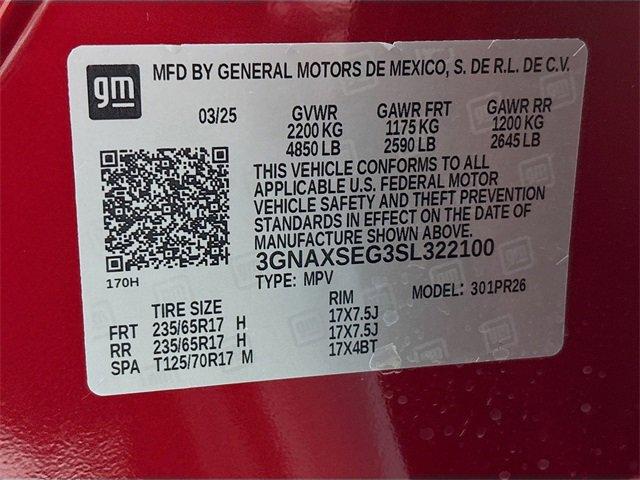 gm
MFD BY GENERAL MOTORS DE MEXICO, S. DE R.L. DE C.V.
03/25 GVWR GAWR FRT GAWR RR
2200 KG 1175 KG 1200 KG
4850 LB 2590 LB 2645 LB
THIS VEHICLE CONFORMS TO ALL
APPLICABLE U.S. FEDERAL MOTOR
VEHICLE SAFETY AND THEFT PREVENTION
STANDARDS IN EFFECT ON THE DATE OF
MANUFACTURE SHOWN ABOVE.
3GNAXSEG3SL322100
170H
TYPE: MPV MODEL: 301PR26
TIRE SIZE RIM
FRT 235/65R17 H 17X7.5J
RR 235/65R17 H 17X7.5J
SPA T125/70R17 M 17X4BT